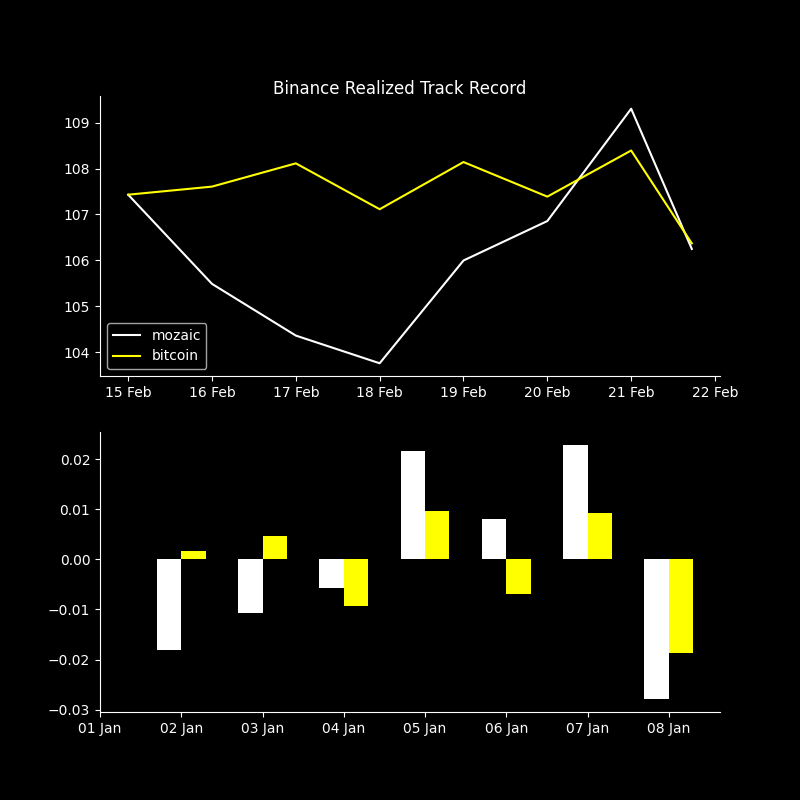 Binance Realized Track Record
109
108
107
106
105
104
mozaic
bitcoin
15 Feb 16 Feb 17 Feb 18 Feb 19 Feb 20 Feb 21 Feb 22 Feb
0.02
0.01
0.00
−0.01
−0.02
−0.03
01 Jan 02 Jan 03 Jan 04 Jan 05 Jan 06 Jan 07 Jan 08 Jan